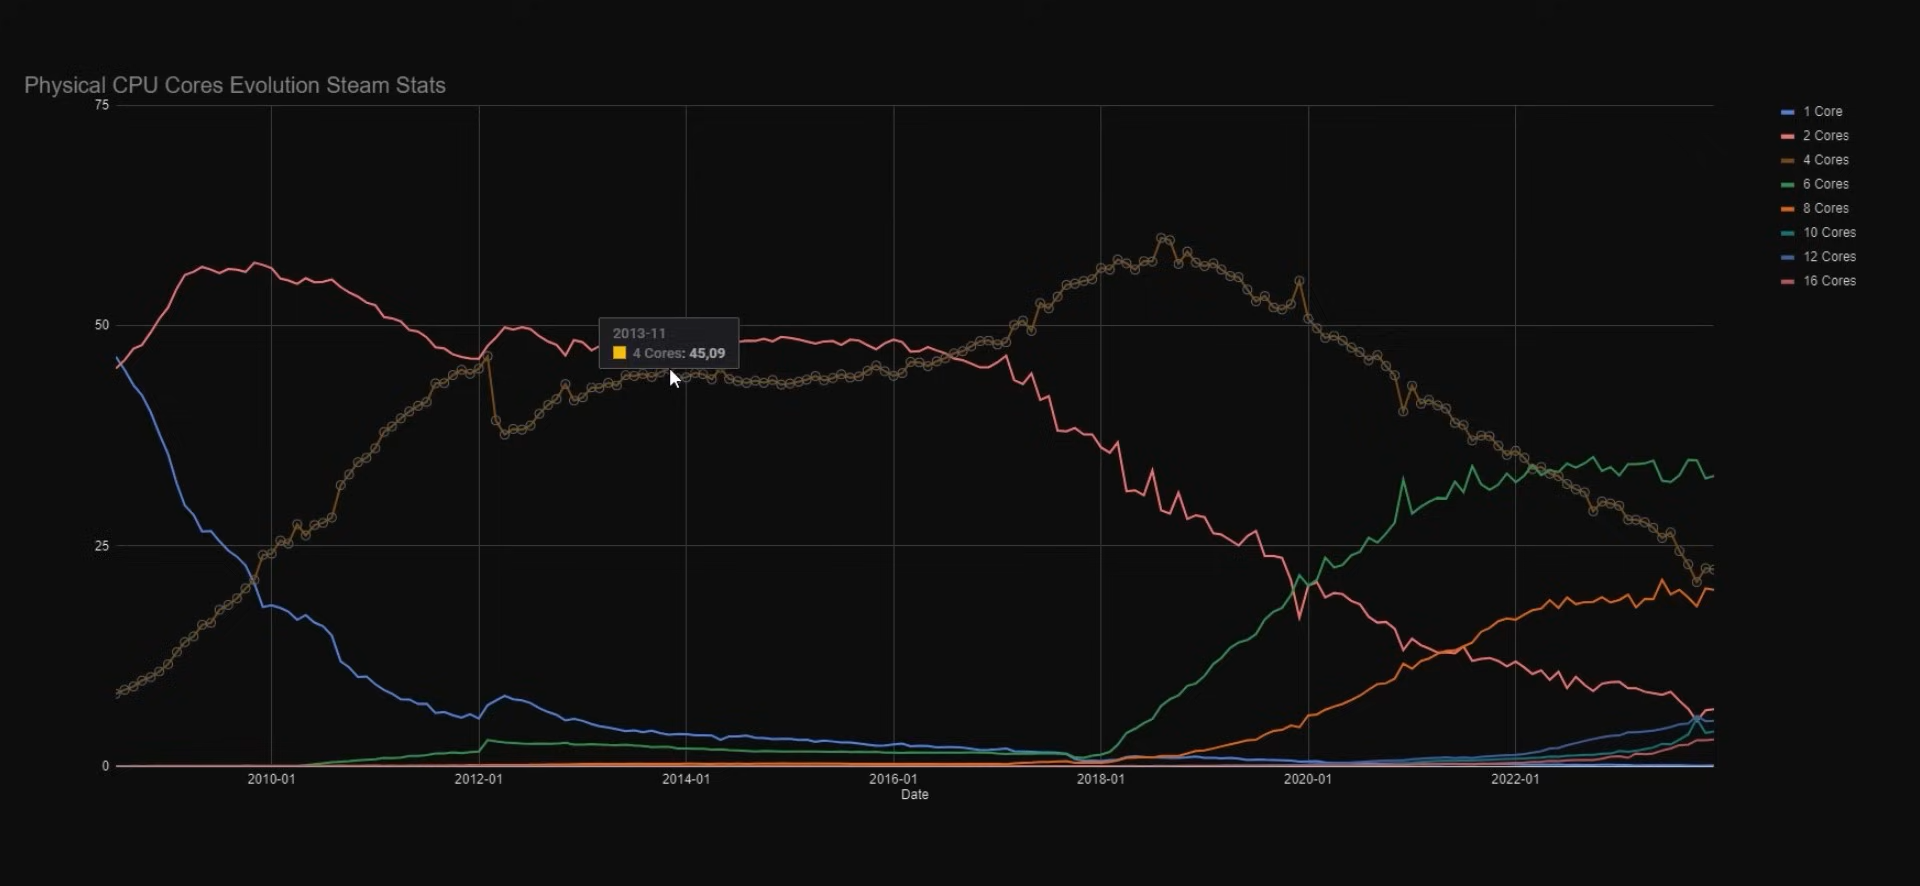 Physical CPU Cores Evolution Steam Stats
75
50
25
0
2010-01
2012-01
2014-01
2016-01
2018-01
2020-01
2022-01
Date
2013-11
4 Cores: 45,09
1 Core
2 Cores
4 Cores
6 Cores
8 Cores
10 Cores
12 Cores
16 Cores